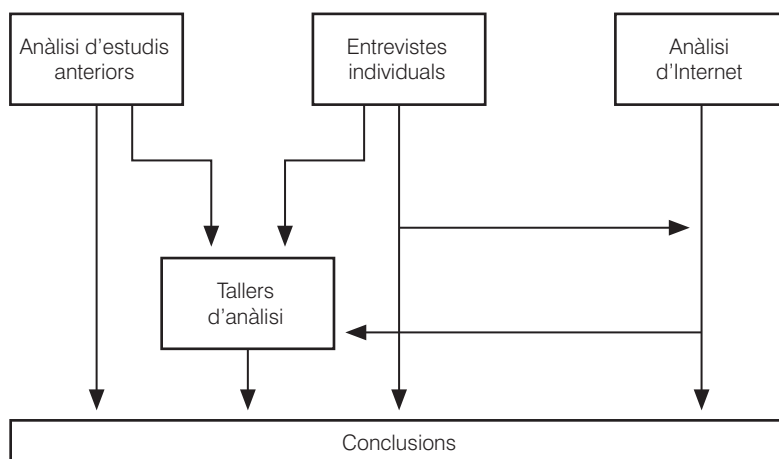 Anàlisi d'estudis
anteriors
Entrevistes
individuals
Anàlisi
d'Internet
Tallers
d'anàlisi
Conclusions